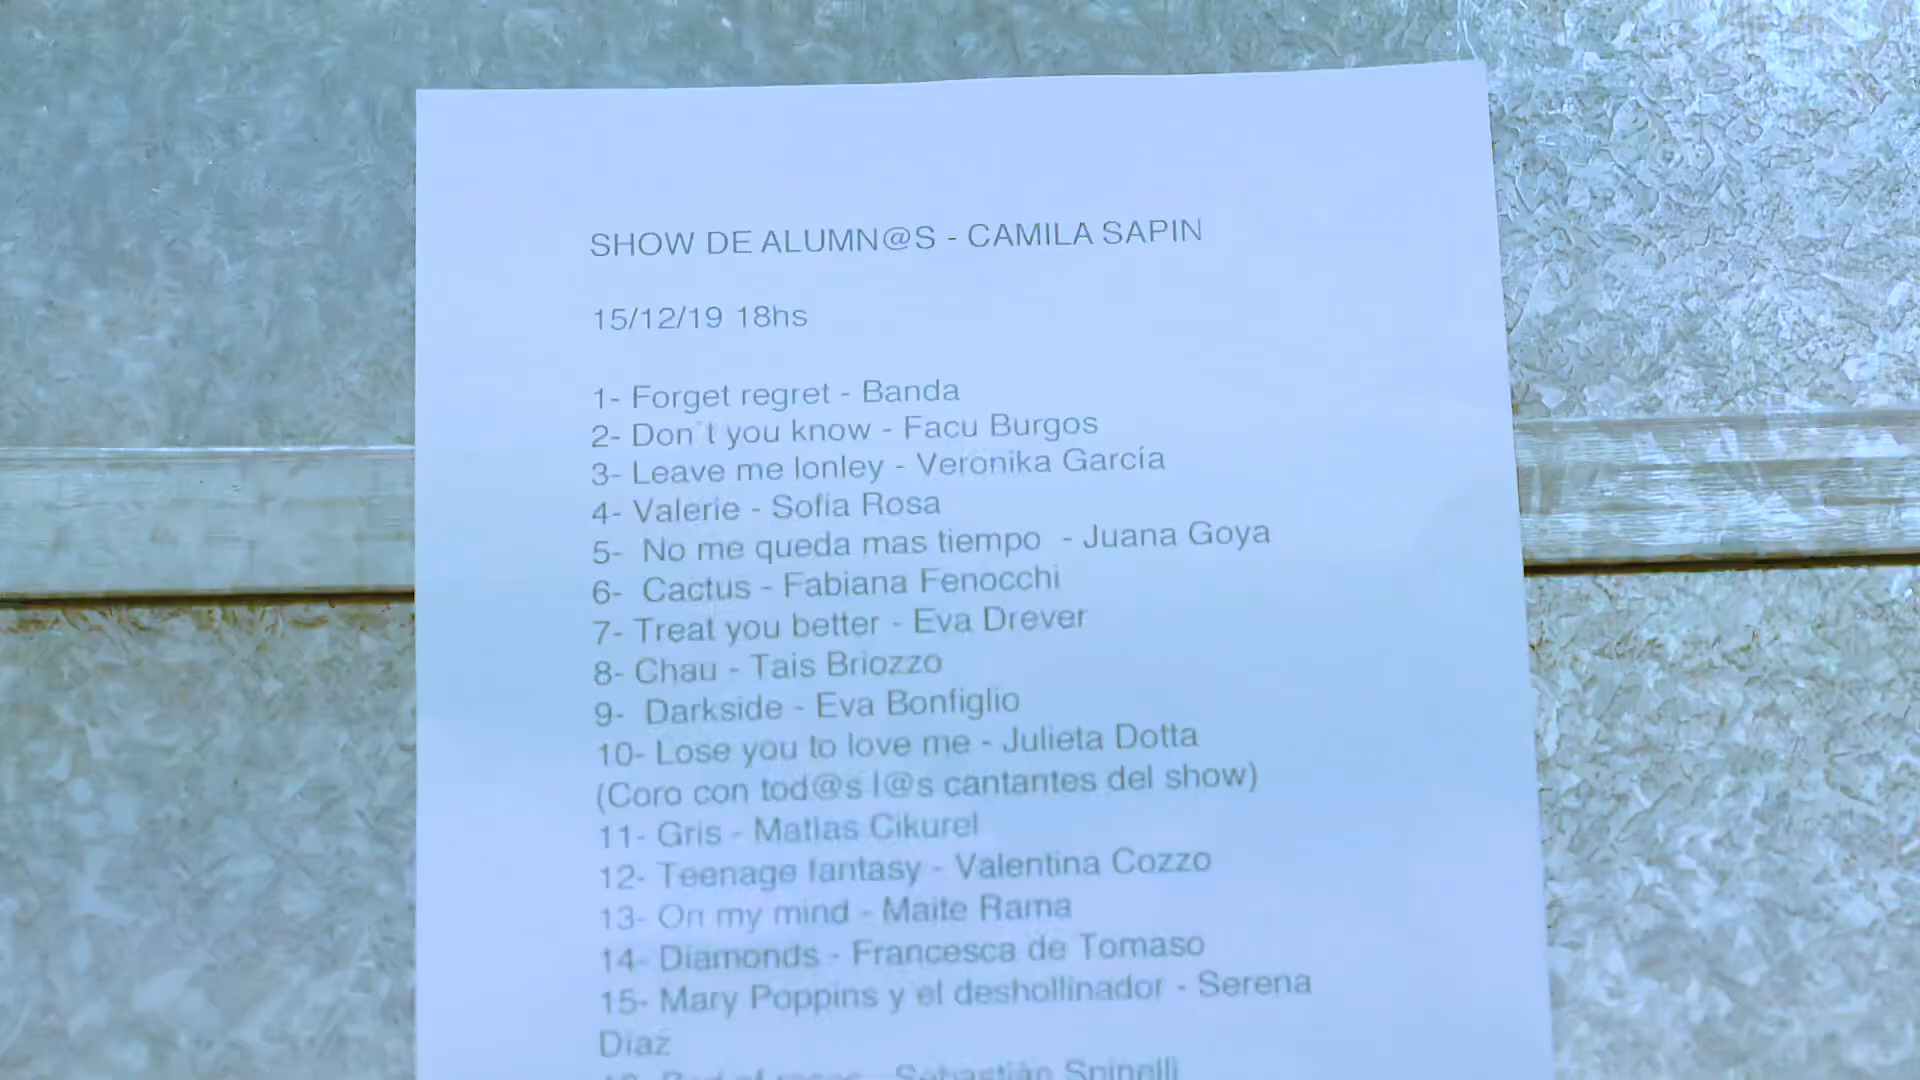 SHOW DE ALUMN@S - CAMILA SAPIN
15/12/19 18hs
1- Forget regret - Banda
2- Don´t you know - Facu Burgos
3- Leave me lonley - Veronika García
4- Valerie - Sofia Rosa
5- No me queda mas tiempo - Juana Goya
6- Cactus - Fabiana Fenocchi
7- Treat you better - Eva Drever
8- Chau - Tais Briozzo
9- Darkside - Eva Bonfiglio
10- Lose you to love me - Julieta Dotta
(Coro con tod@s l@s cantantes del show)
11- Gris - Matias Cikurel
12- Teenage fantasy - Valentina Cozzo
13- On my mind - Maite Rama
14- Diamonds - Francesca de Tomaso
15- Mary Poppins y el deshollinador - Serena
Diaz
Sebastián Spinelli